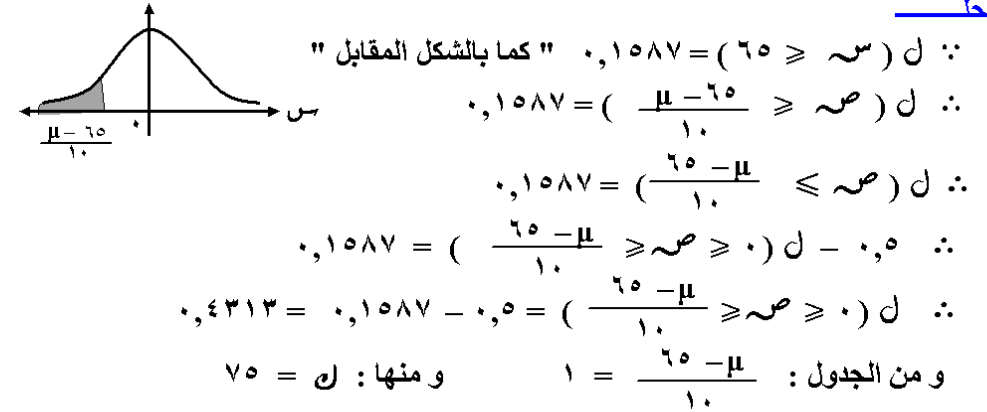 ∵ ل ( س ≤ ٦٥ ) = ٠,١٥٨٧ " كما بالشكل المقابل "
∴ ل ( ص ≤ (٦٥ − μ)/١٠ ) = ٠,١٥٨٧
∴ ل ( ص ≥ (μ − ٦٥)/١٠ ) = ٠,١٥٨٧
∴ ٠,٥ − ل ( ٠ ≤ ص ≤ (μ − ٦٥)/١٠ ) = ٠,١٥٨٧
∴ ل ( ٠ ≤ ص ≤ (μ − ٦٥)/١٠ ) = ٠,٥ − ٠,١٥٨٧ = ٠,٤٣١٣
و من الجدول : (μ − ٦٥)/١٠ = ١ و منها : ك = ٧٥
س
٠
(٦٥ − μ)/١٠